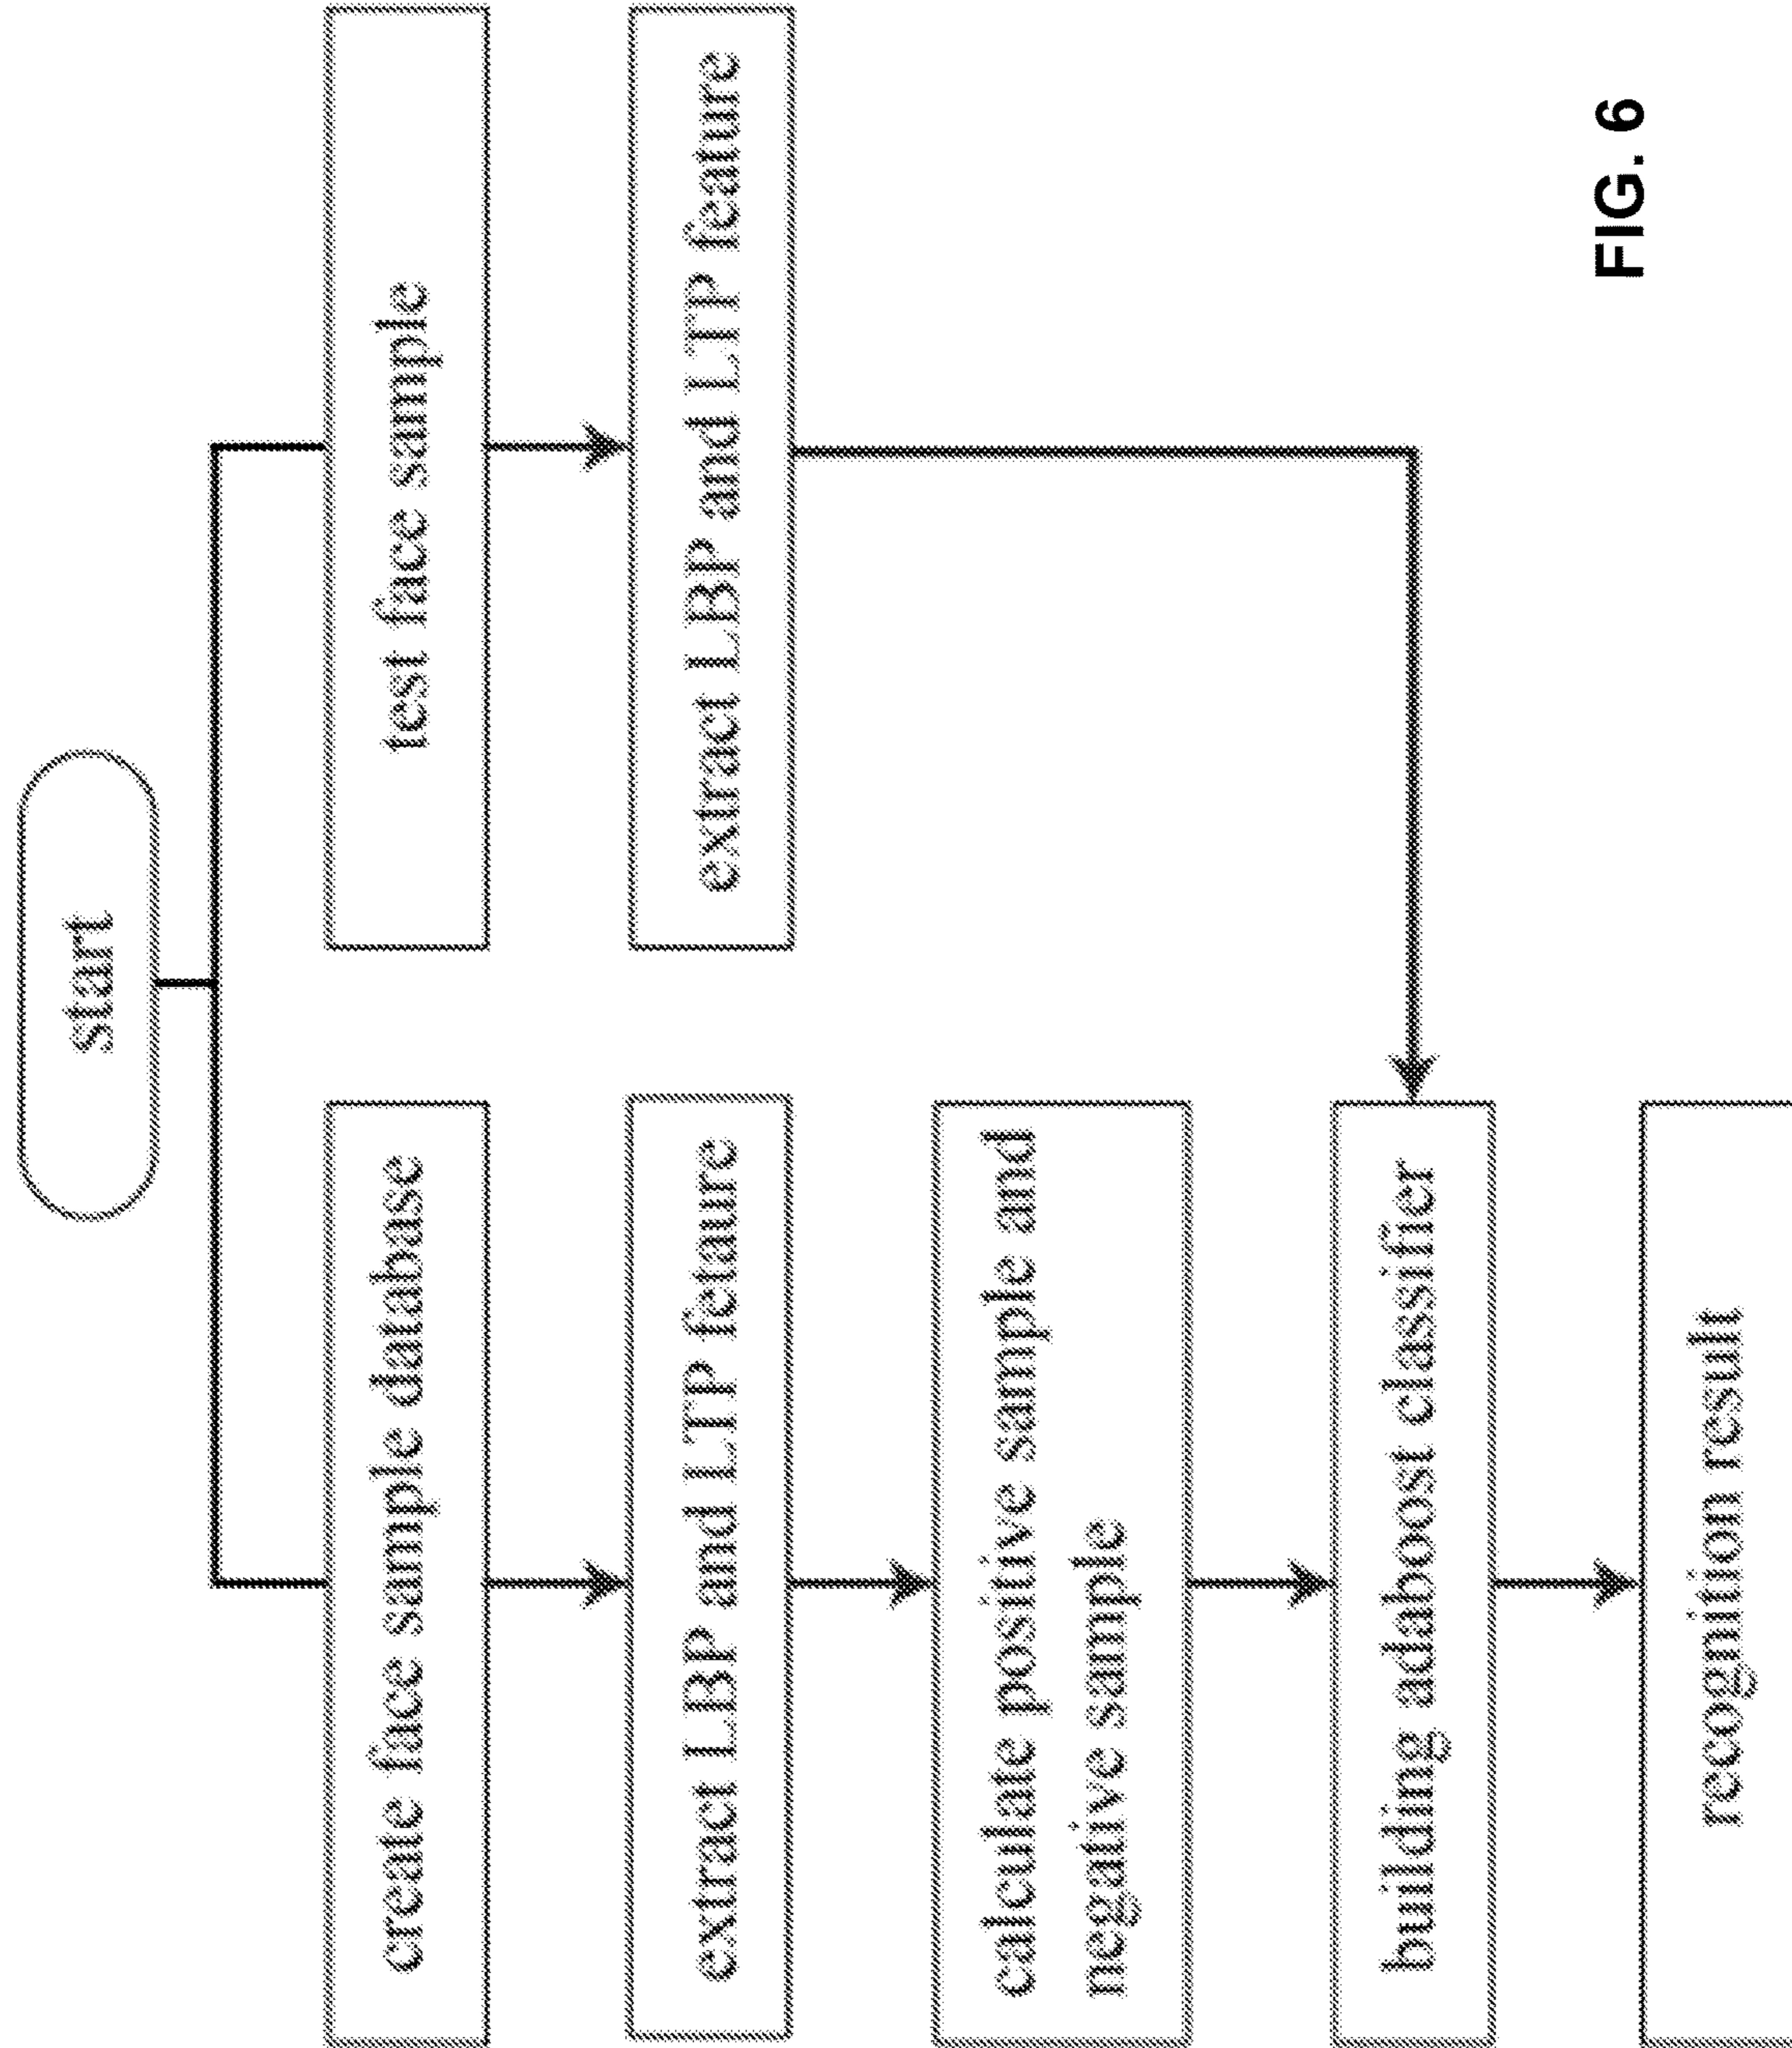 start
create face sample database
test face sample
extract LBP and LTP fetaure
extract LBP and LTP feature
calculate positive sample and
negative sample
building adaboost classifier
recognition result
FIG. 6